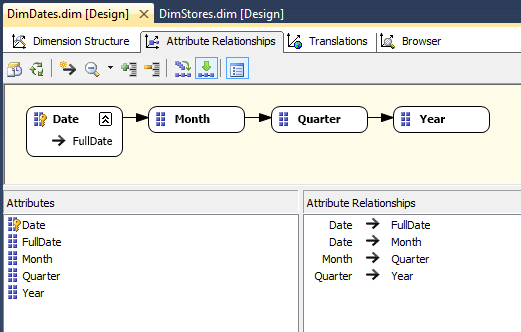 DimDates.dim [Design] DimStores.dim [Design]
Dimension Structure Attribute Relationships Translations Browser
Date Month Quarter Year
FullDate
Attributes Attribute Relationships
Date
FullDate
Month
Quarter
Year
Date → FullDate
Date → Month
Month → Quarter
Quarter → Year